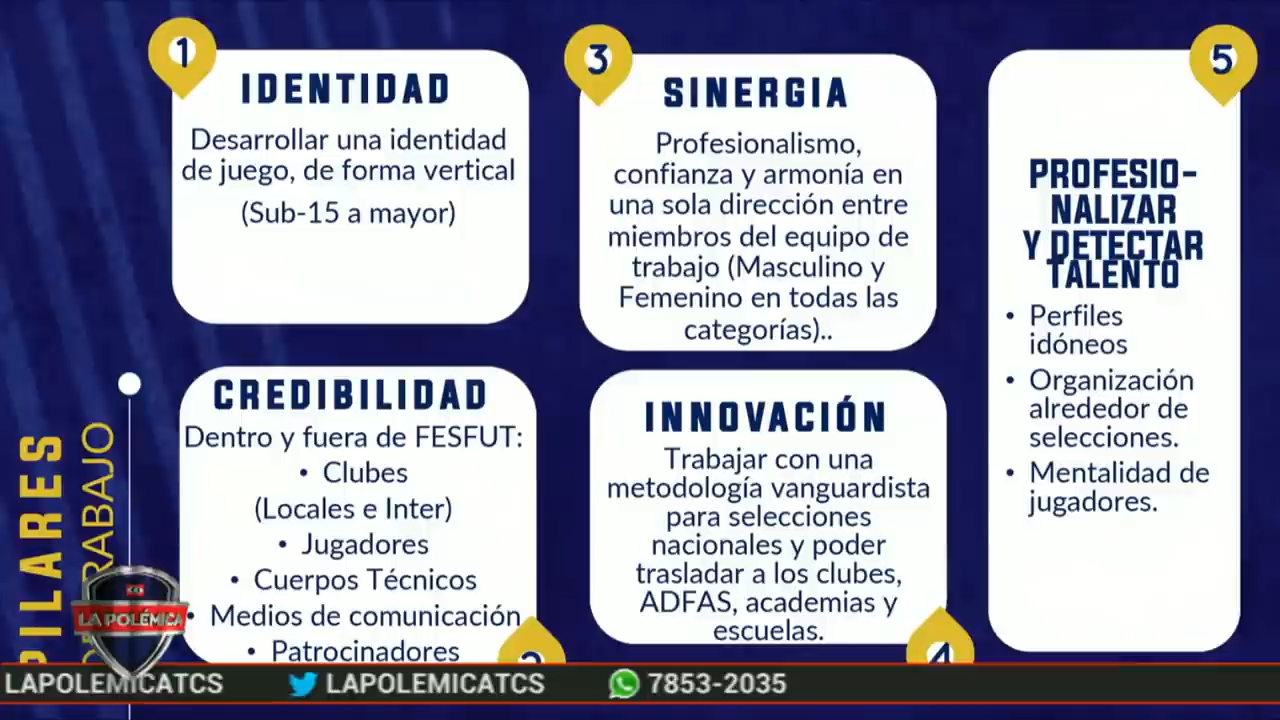 1
IDENTIDAD
Desarrollar una identidad
de juego, de forma vertical
(Sub-15 a mayor)
CREDIBILIDAD
Dentro y fuera de FESFUT:
• Clubes
(Locales e Inter)
• Jugadores
• Cuerpos Técnicos
• Medios de comunicación
• Patrocinadores
2
3
SINERGIA
Profesionalismo,
confianza y armonía en
una sola dirección entre
miembros del equipo de
trabajo (Masculino y
Femenino en todas las
categorías)..
INNOVACIÓN
Trabajar con una
metodología vanguardista
para selecciones
nacionales y poder
trasladar a los clubes,
ADFAS, academias y
escuelas.
4
5
PROFESIO-
NALIZAR
Y DETECTAR
TALENTO
• Perfiles
idóneos
• Organización
alrededor de
selecciones.
• Mentalidad de
jugadores.
PILARES
TRABAJO
LA POLÉMICA
LAPOLEMICATCS
LAPOLEMICATCS
7853-2035